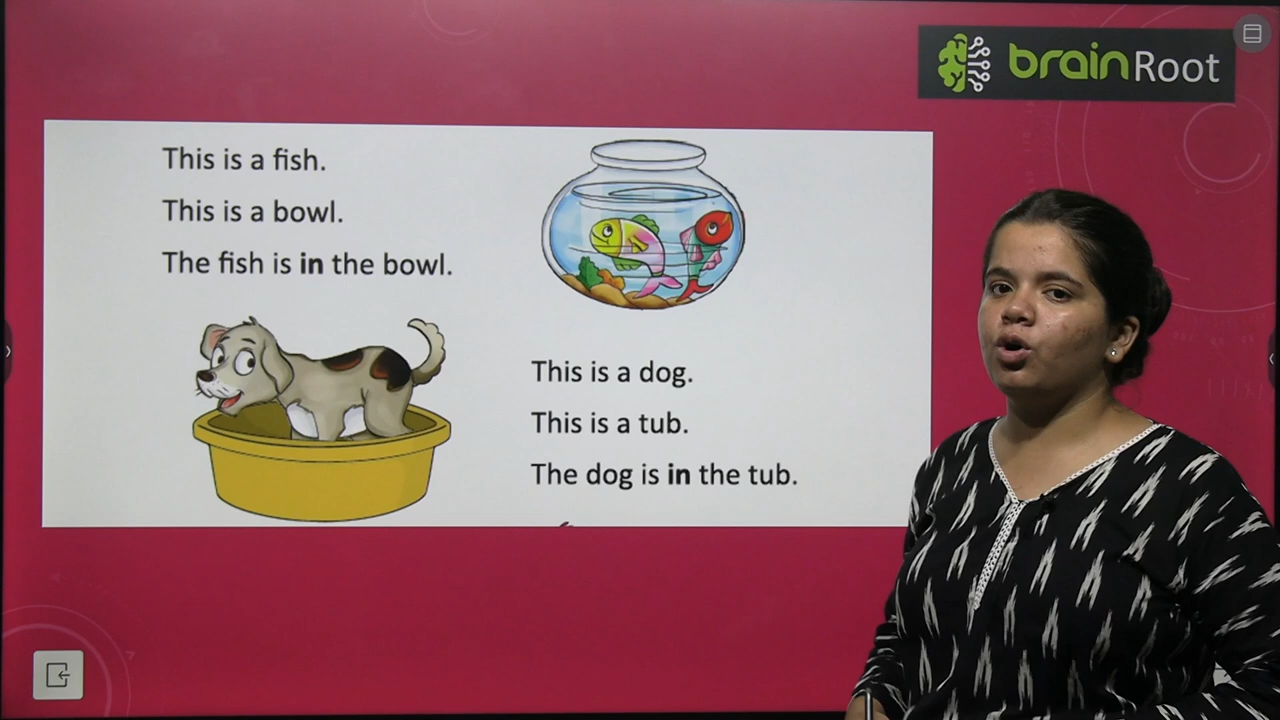 brainRoot
This is a fish.
This is a bowl.
The fish is in the bowl.
This is a dog.
This is a tub.
The dog is in the tub.